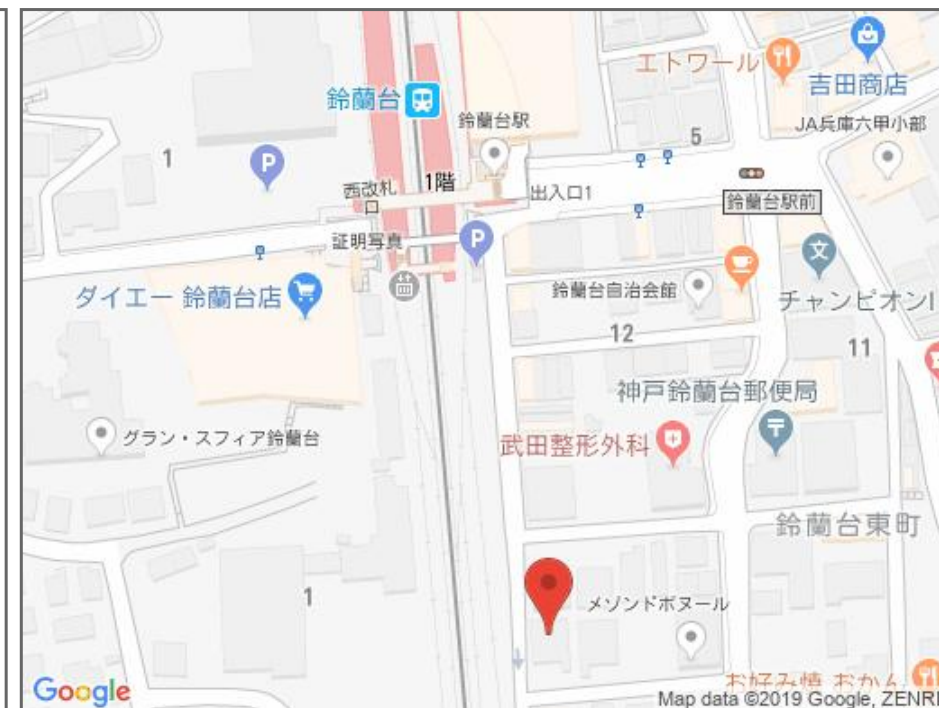 エトワール
吉田商店
鈴蘭台
鈴蘭台駅
5
JA兵庫六甲小部
1
P
西改札
口
1階
出入口1
鈴蘭台駅前
証明写真
P
文
ダイエー 鈴蘭台店
鈴蘭台自治会館
チャンピオンI
12
11
神戸鈴蘭台郵便局
グラン・スフィア鈴蘭台
武田整形外科
鈴蘭台東町
1
メゾンドボヌール
お好み焼 おかん
Google
Map data ©2019 Google, ZENRI